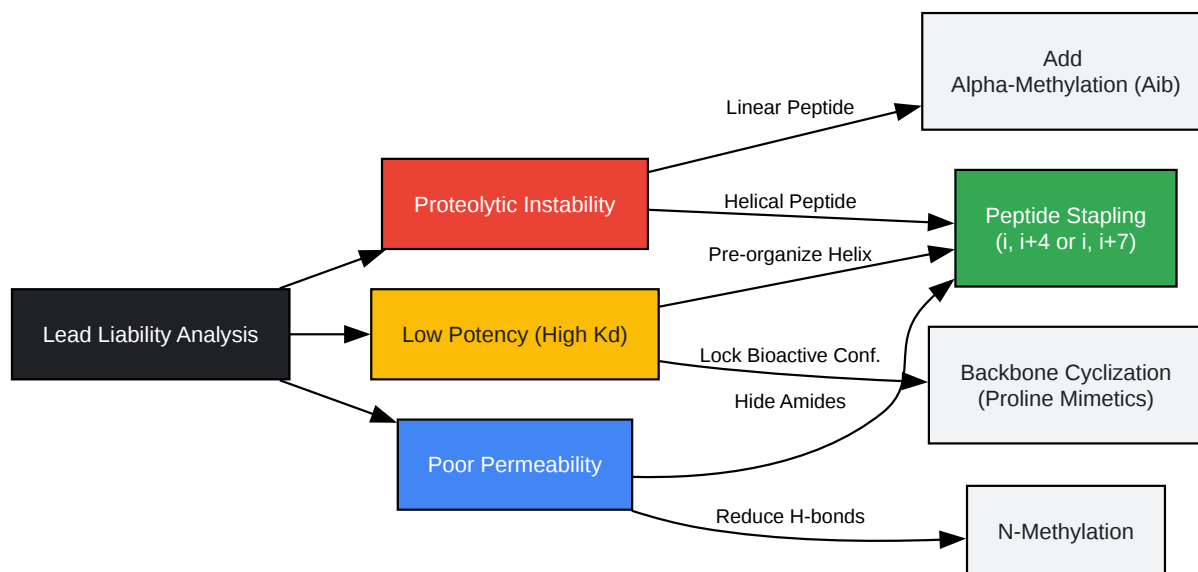 Lead Liability Analysis
Proteolytic Instability
Low Potency (High Kd)
Poor Permeability
Linear Peptide
Helical Peptide
Pre-organize Helix
Lock Bioactive Conf.
Hide Amides
Reduce H-bonds
Add
Alpha-Methylation (Aib)
Peptide Stapling
(i, i+4 or i, i+7)
Backbone Cyclization
(Proline Mimetics)
N-Methylation